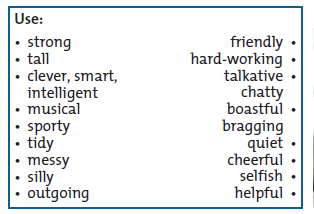 Use:
• strong
• tall
• clever, smart,
intelligent
• musical
• sporty
• tidy
• messy
• silly
• outgoing
friendly •
hard-working •
talkative •
chatty
boastful •
bragging
quiet •
cheerful •
selfish •
helpful •